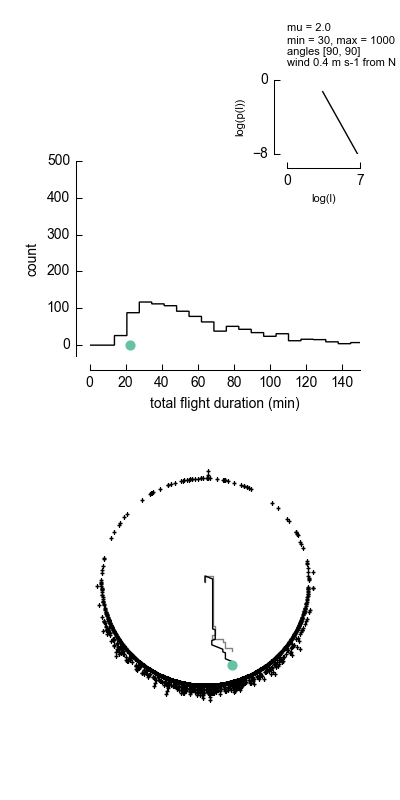 mu = 2.0
min = 30, max = 1000
angles [90, 90]
wind 0.4 m s-1 from N
0
log(p(l))
−8
0 7
log(l)
500
400
300
count
200
100
0
0 20 40 60 80 100 120 140
total flight duration (min)